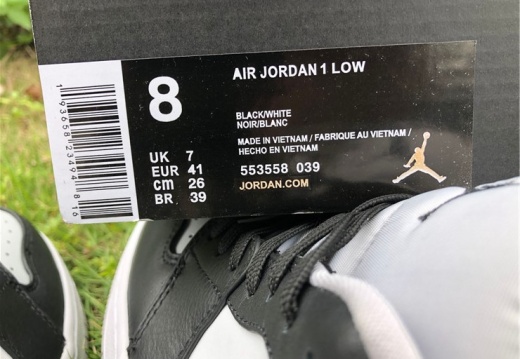 8
AIR JORDAN 1 LOW
BLACK/WHITE
NOIR/BLANC
MADE IN VIETNAM / FABRIQUE AU VIETNAM /
HECHO EN VIETNAM
UK 7
EUR 41
cm 26
BR 39
553558 039
JORDAN.COM